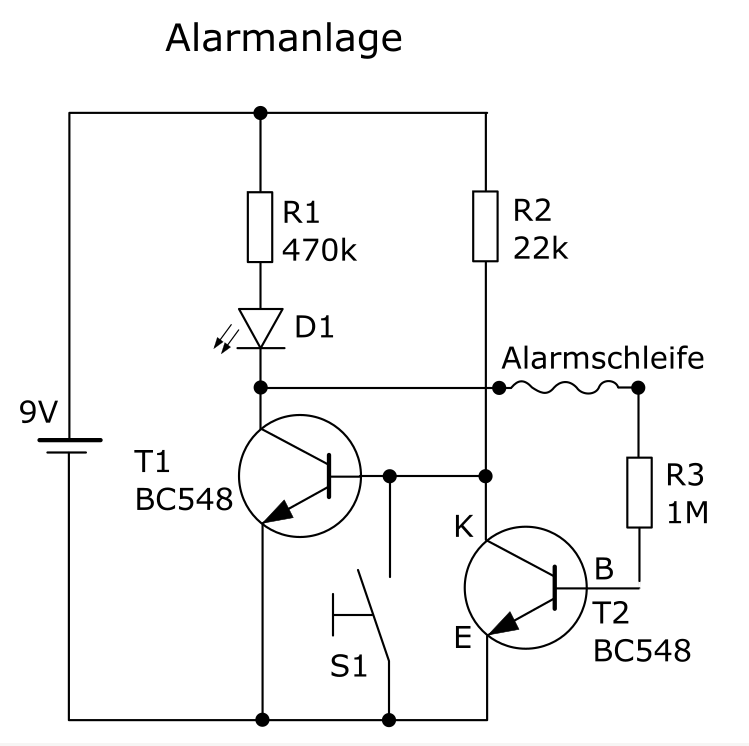 Alarmanlage
R1
470k
R2
22k
D1
Alarmschleife
9V
T1
BC548
R3
1M
K
B
T2
E
BC548
S1